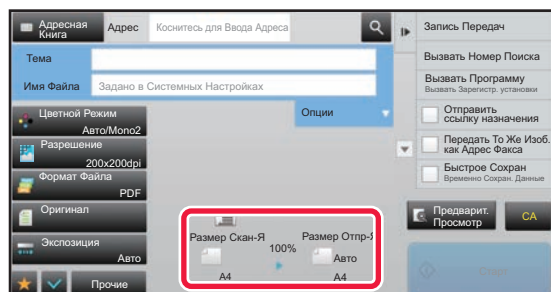 Адресная
Книга
Адрес
Коснитесь для Ввода Адреса
Тема
Имя Файла
Задано в Системных Настройках
Опции
Цветной Режим
Авто/Mono2
Разрешение
200x200dpi
Формат Файла
PDF
Оригинал
Экспозиция
Авто
Прочие
Размер Скан-Я
A4
100%
Размер Отпр-Я
Авто
A4
Запись Передач
Вызвать Номер Поиска
Вызвать Программу
Вызвать Зарегистр. установки
Отправить
ссылку назначения
Передать То Же Изоб.
как Адрес Факса
Быстрое Сохран
Временно Сохран. Данные
Предварит.
Просмотр
CA